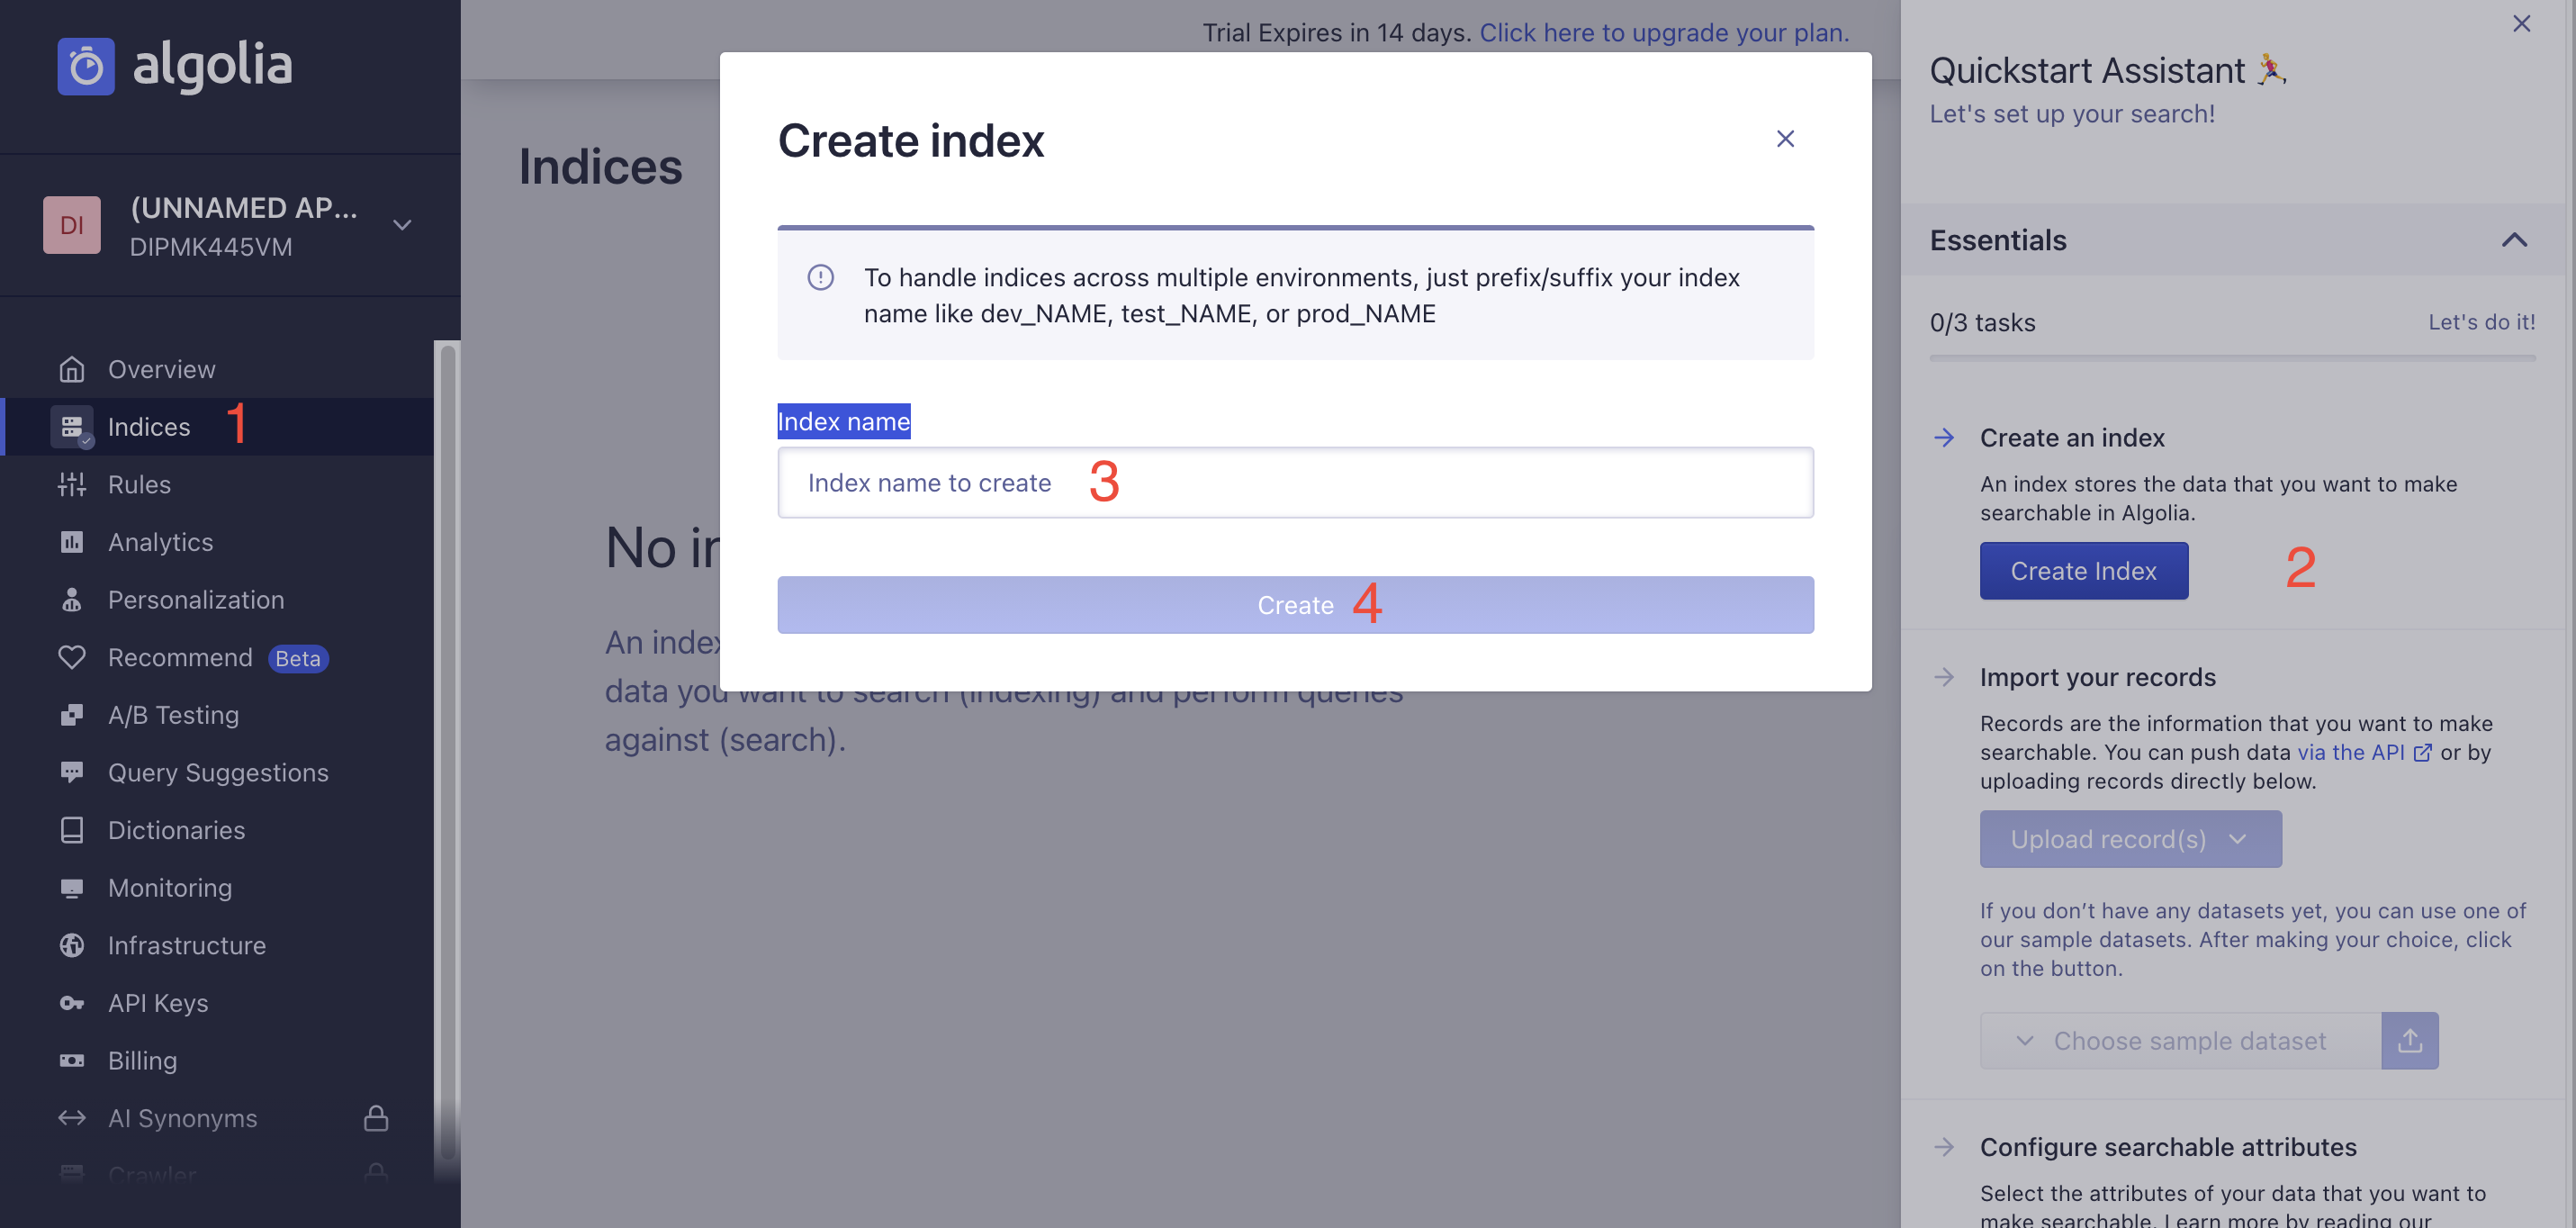 algolia
DI
(UNNAMED AP...
DIPMK445VM
Overview
Indices 1
Rules
Analytics
Personalization
Recommend Beta
A/B Testing
Query Suggestions
Dictionaries
Monitoring
Infrastructure
API Keys
Billing
AI Synonyms
Crawler
Trial Expires in 14 days. Click here to upgrade your plan.
Indices
No in
An index
data you want to search (indexing) and perform queries
against (search).
Create index
To handle indices across multiple environments, just prefix/suffix your index
name like dev_NAME, test_NAME, or prod_NAME
Index name
Index name to create 3
Create 4
Quickstart Assistant
Let's set up your search!
Essentials
0/3 tasks
Let's do it!
Create an index
An index stores the data that you want to make
searchable in Algolia.
Create Index 2
Import your records
Records are the information that you want to make
searchable. You can push data via the API or by
uploading records directly below.
Upload record(s)
If you don’t have any datasets yet, you can use one of
our sample datasets. After making your choice, click
on the button.
Choose sample dataset
Configure searchable attributes
Select the attributes of your data that you want to
make searchable. Learn more by reading our